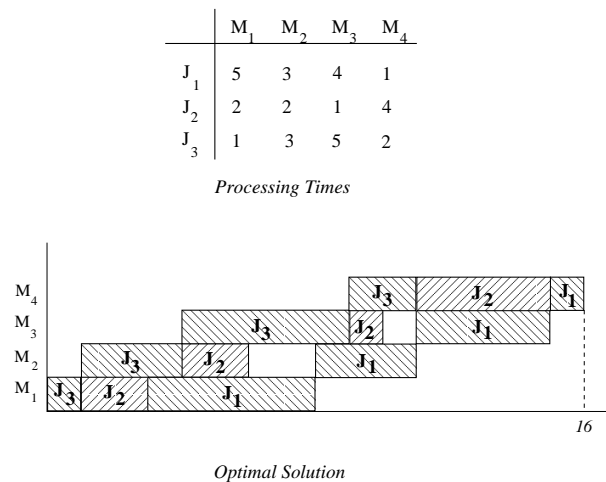 M1 M2 M3 M4
J1 5 3 4 1
J2 2 2 1 4
J3 1 3 5 2
Processing Times
M4 J3 J2 J1
M3 J3 J2 J1
M2 J3 J2 J1
M1 J3 J2 J1
16
Optimal Solution